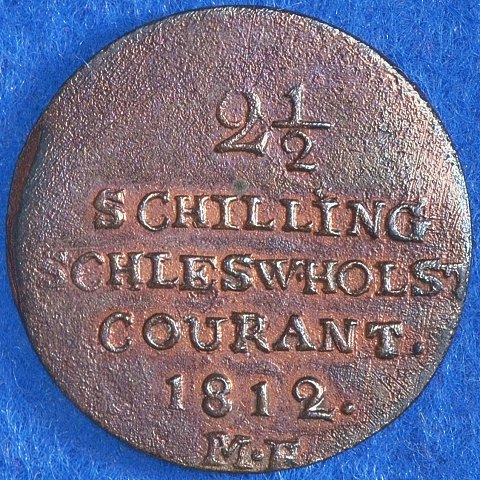 2½
SCHILLING
SCHLESW:HOLST
COURANT.
1812.
M.F